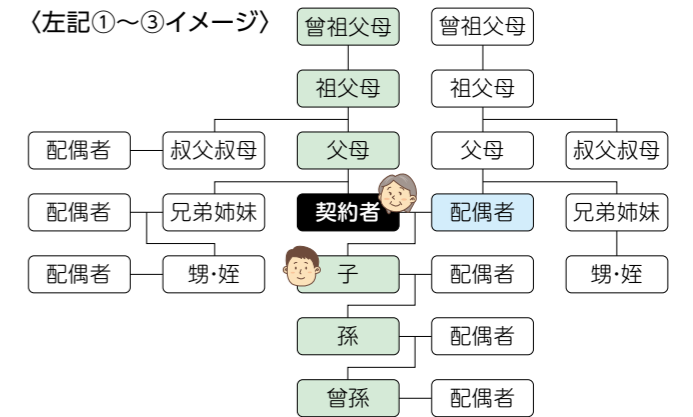 〈左記①~③イメージ〉
曾祖父母 曾祖父母
祖父母 祖父母
配偶者 叔父叔母 父母 父母 叔父叔母
配偶者 兄弟姉妹 契約者 配偶者 兄弟姉妹
配偶者 甥・姪 子 配偶者 甥・姪
孫 配偶者
曾孫 配偶者